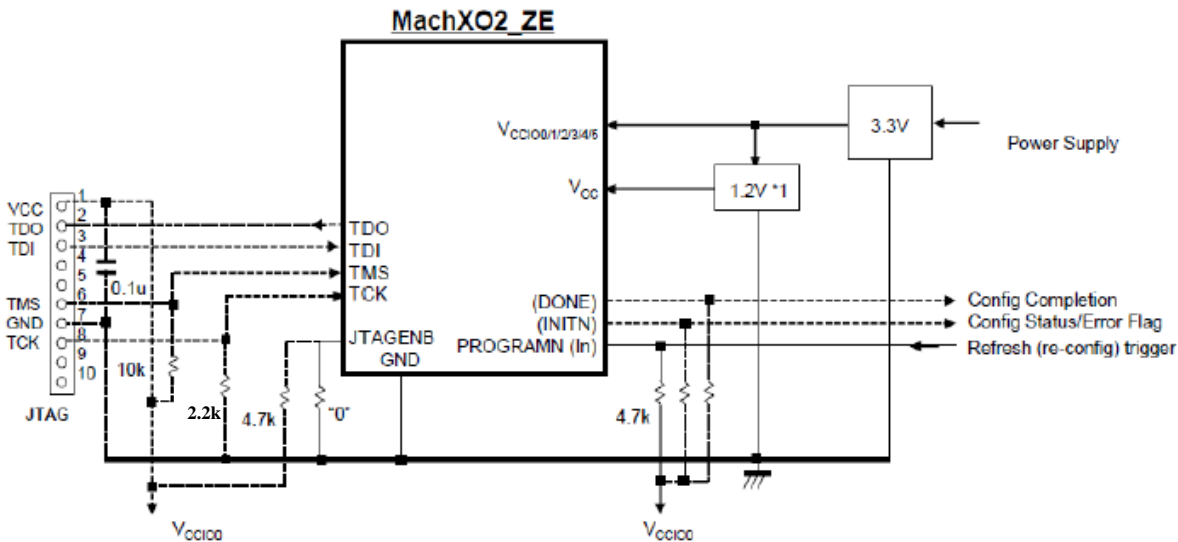 MachXO2_ZE
VCCIO0/1/2/3/4/5
3.3V
Power Supply
VCC
1.2V *1
1
VCC
2
TDO
3
TDI
4
5
6
TMS
7
GND
8
TCK
9
10
JTAG
0.1u
10k
2.2k
4.7k
"0"
TDO
TDI
TMS
TCK
JTAGENB
GND
(DONE)
(INITN)
PROGRAMN (In)
Config Completion
Config Status/Error Flag
Refresh (re-config) trigger
4.7k
VCCIO0
VCCIO0